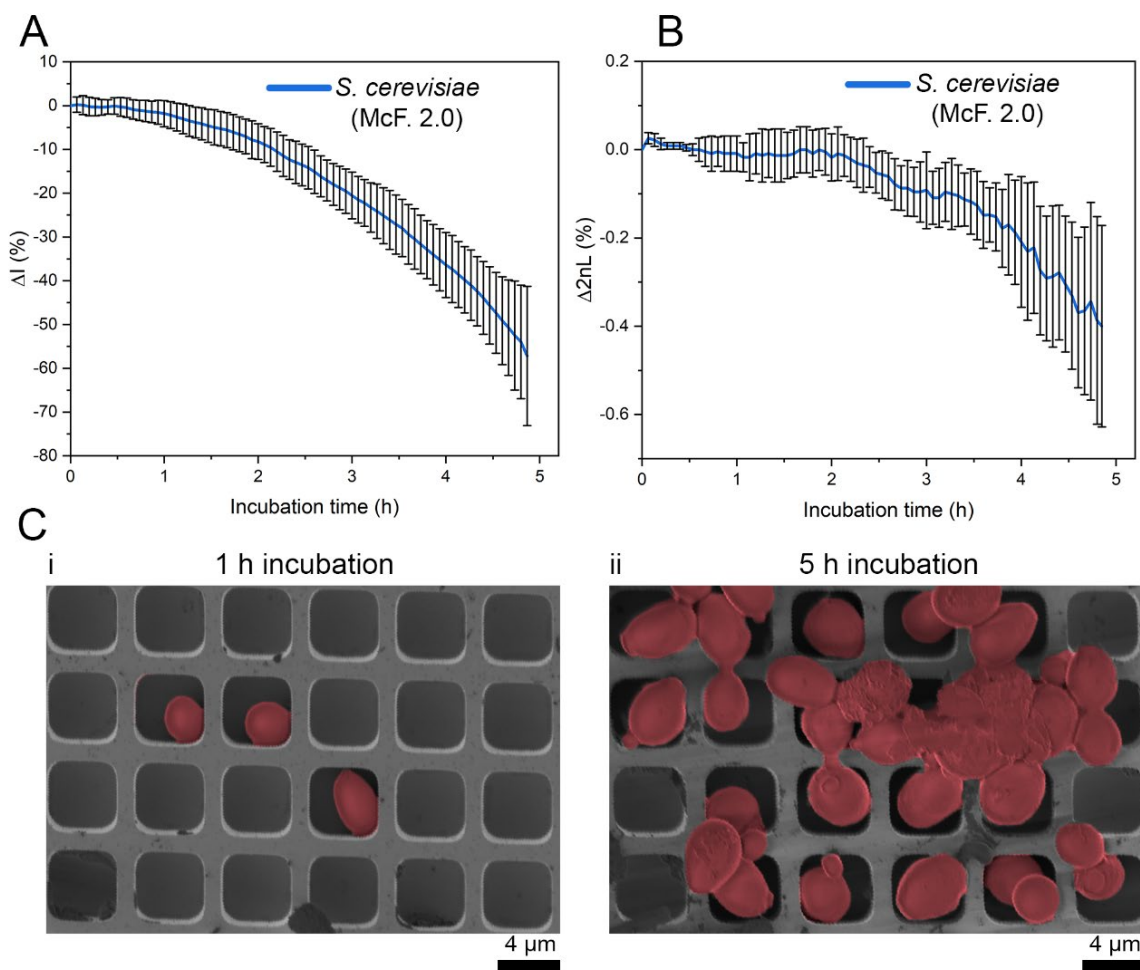 A
10
0
-10
-20
-30
-40
-50
-60
-70
-80
ΔI (%)
S. cerevisiae
(McF. 2.0)
0 1 2 3 4 5
Incubation time (h)
B
0.2
0.0
-0.2
-0.4
-0.6
Δ2nL (%)
S. cerevisiae
(McF. 2.0)
0 1 2 3 4 5
Incubation time (h)
C
i 1 h incubation
4 µm
ii 5 h incubation
4 µm